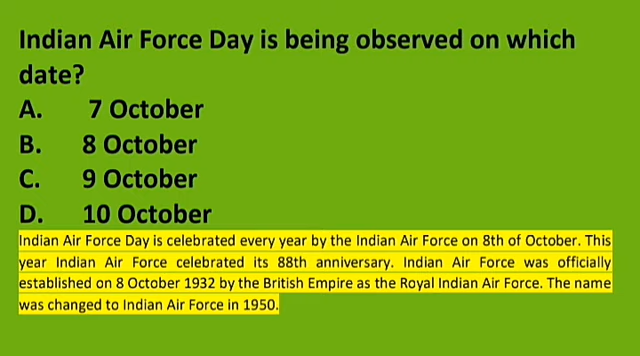 Indian Air Force Day is being observed on which
date?
A. 7 October
B. 8 October
C. 9 October
D. 10 October
Indian Air Force Day is celebrated every year by the Indian Air Force on 8th of October. This
year Indian Air Force celebrated its 88th anniversary. Indian Air Force was officially
established on 8 October 1932 by the British Empire as the Royal Indian Air Force. The name
was changed to Indian Air Force in 1950.